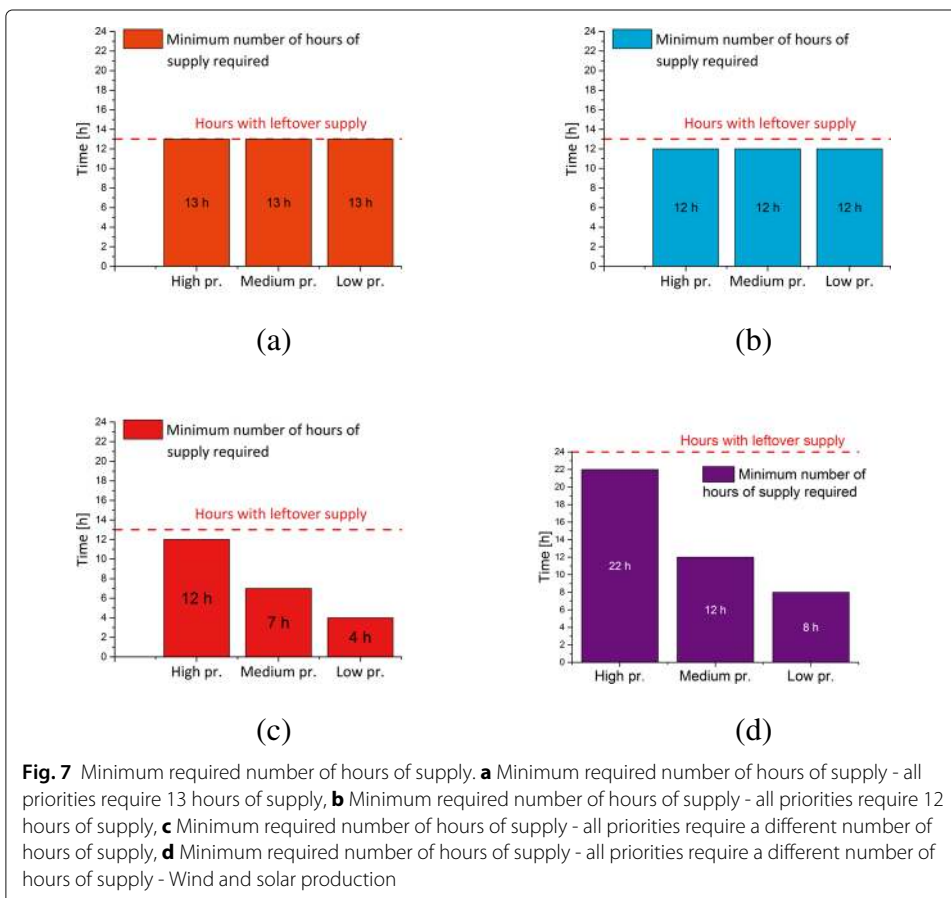 Minimum number of hours of
supply required
Hours with leftover supply
Time [h]
24
22
20
18
16
14
12
10
8
6
4
2
0
13 h 13 h 13 h
High pr. Medium pr. Low pr.
(a)
Minimum number of hours of
supply required
Hours with leftover supply
Time [h]
24
22
20
18
16
14
12
10
8
6
4
2
0
12 h 12 h 12 h
High pr. Medium pr. Low pr.
(b)
Minimum number of hours of
supply required
Hours with leftover supply
Time [h]
24
22
20
18
16
14
12
10
8
6
4
2
0
12 h 7 h 4 h
High pr. Medium pr. Low pr.
(c)
Hours with leftover supply
Minimum number of
hours of supply required
Time [h]
24
22
20
18
16
14
12
10
8
6
4
2
0
22 h 12 h 8 h
High pr. Medium pr. Low pr.
(d)
Fig. 7 Minimum required number of hours of supply. a Minimum required number of hours of supply - all
priorities require 13 hours of supply, b Minimum required number of hours of supply - all priorities require 12
hours of supply, c Minimum required number of hours of supply - all priorities require a different number of
hours of supply, d Minimum required number of hours of supply - all priorities require a different number of
hours of supply - Wind and solar production